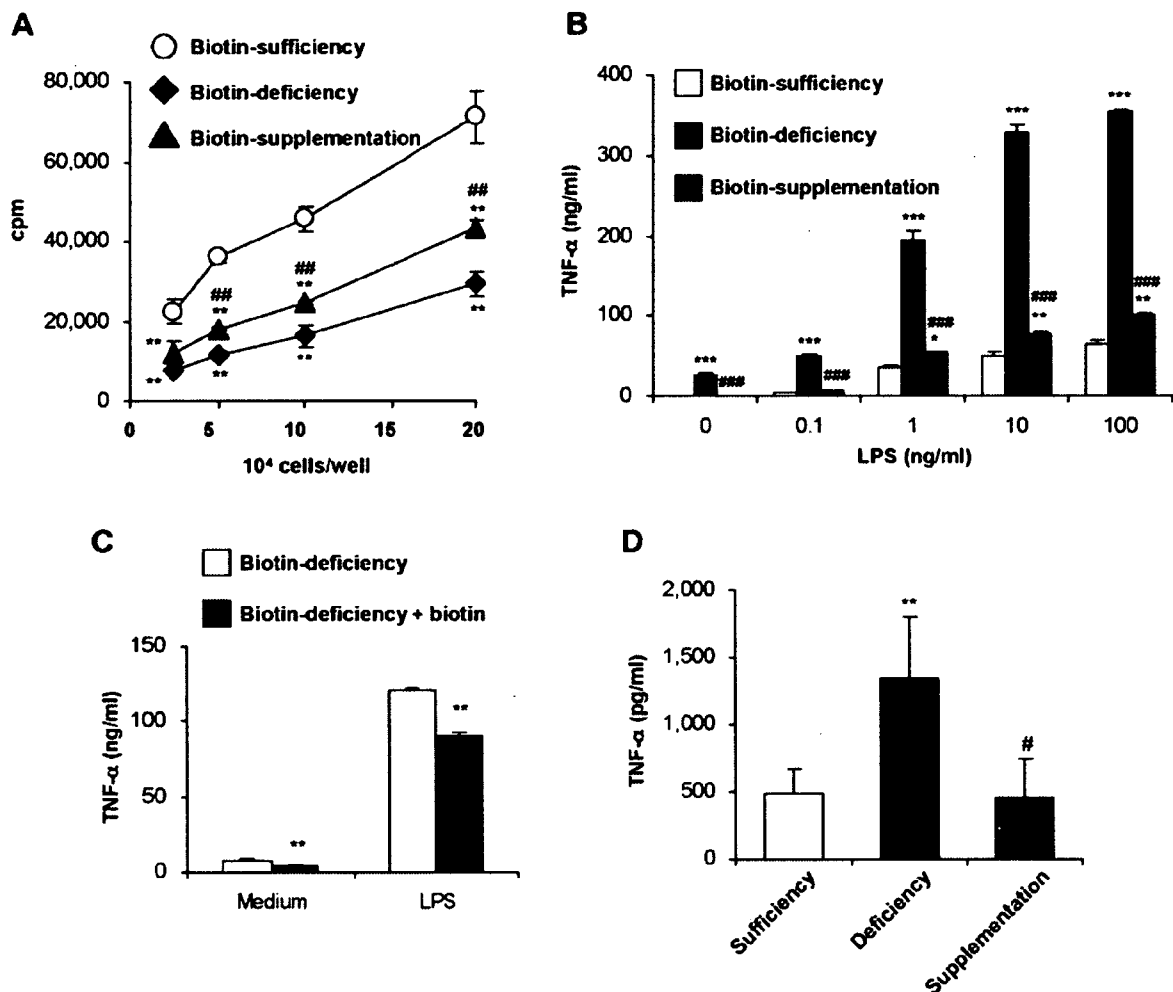 A
Biotin-sufficiency
Biotin-deficiency
Biotin-supplementation
80,000
60,000
40,000
20,000
0
cpm
##
**
##
**
##
**
**
**
**
**
**
0
5
10
15
20
10⁴ cells/well
B
Biotin-sufficiency
Biotin-deficiency
Biotin-supplementation
400
300
200
100
0
TNF-α (ng/ml)
***
###
***
###
***
###
*
***
###
**
***
###
**
0
0.1
1
10
100
LPS (ng/ml)
C
Biotin-deficiency
Biotin-deficiency + biotin
150
100
50
0
TNF-α (ng/ml)
**
**
Medium
LPS
D
2,000
1,500
1,000
500
0
TNF-α (pg/ml)
**
#
Sufficiency
Deficiency
Supplementation